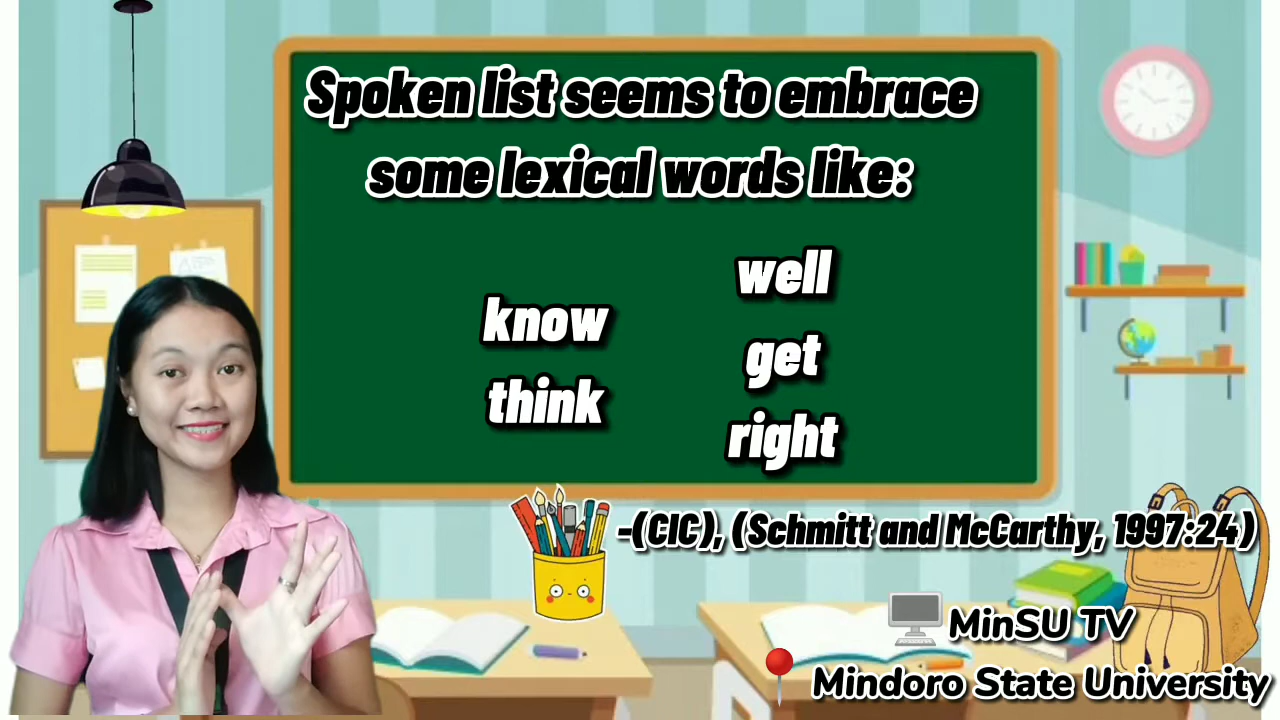 Spoken list seems to embrace
some lexical words like:
know
think
well
get
right
-(CIC), (Schmitt and McCarthy, 1997:24)
MinSU TV
Mindoro State University